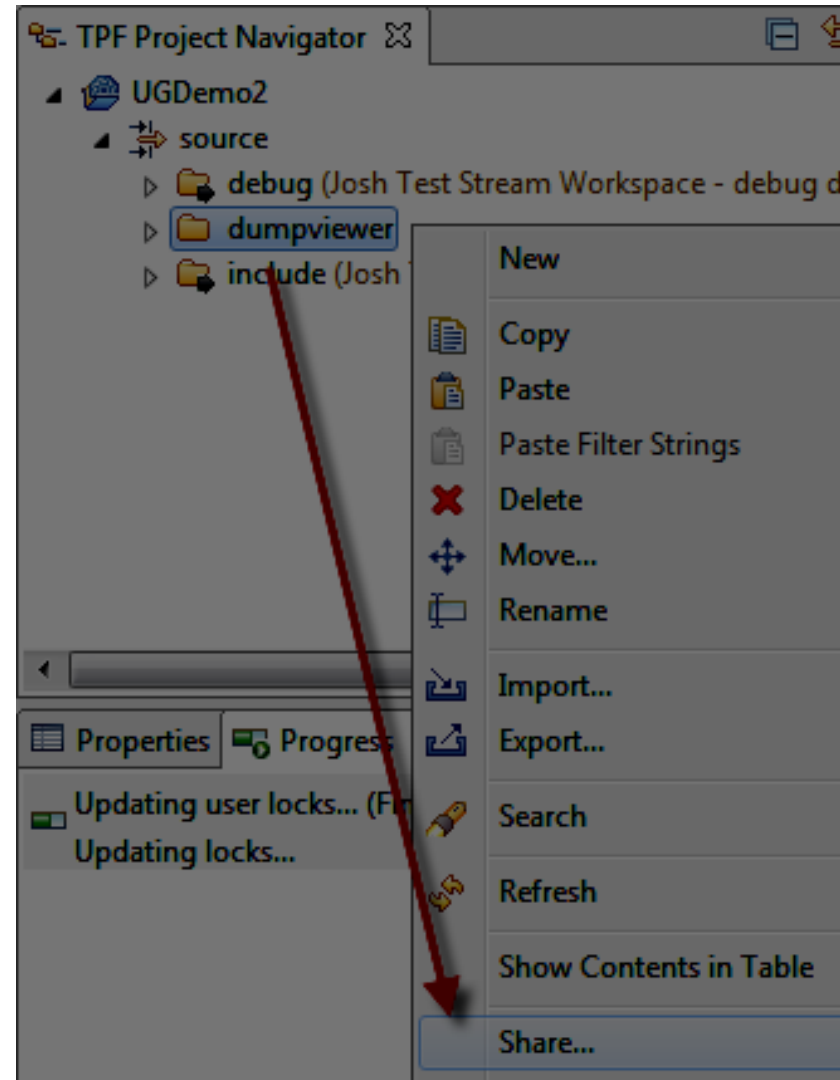 TPF Project Navigator
UGDemo2
source
debug (Josh Test Stream Workspace - debug d
dumpviewer
include (Josh
New
Copy
Paste
Paste Filter Strings
Delete
Move...
Rename
Import...
Export...
Search
Refresh
Show Contents in Table
Share...
Properties
Progress
Updating user locks... (Fin
Updating locks...